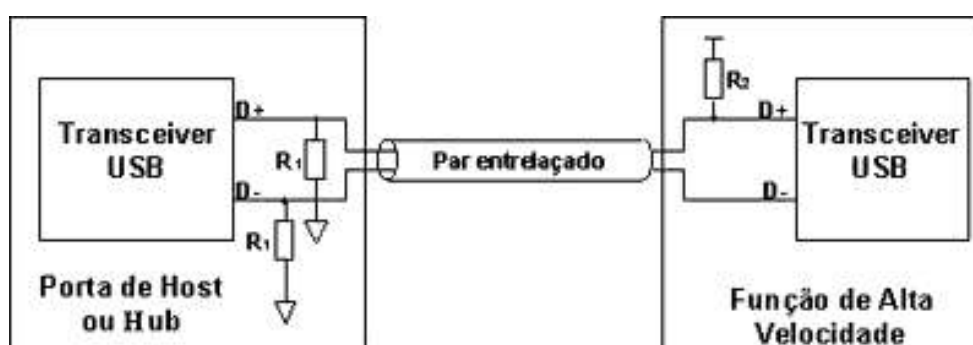 Transceiver
USB
D+
D-
R1
R1
Porta de Host
ou Hub
Par entrelaçado
R2
D+
D-
Transceiver
USB
Função de Alta
Velocidade